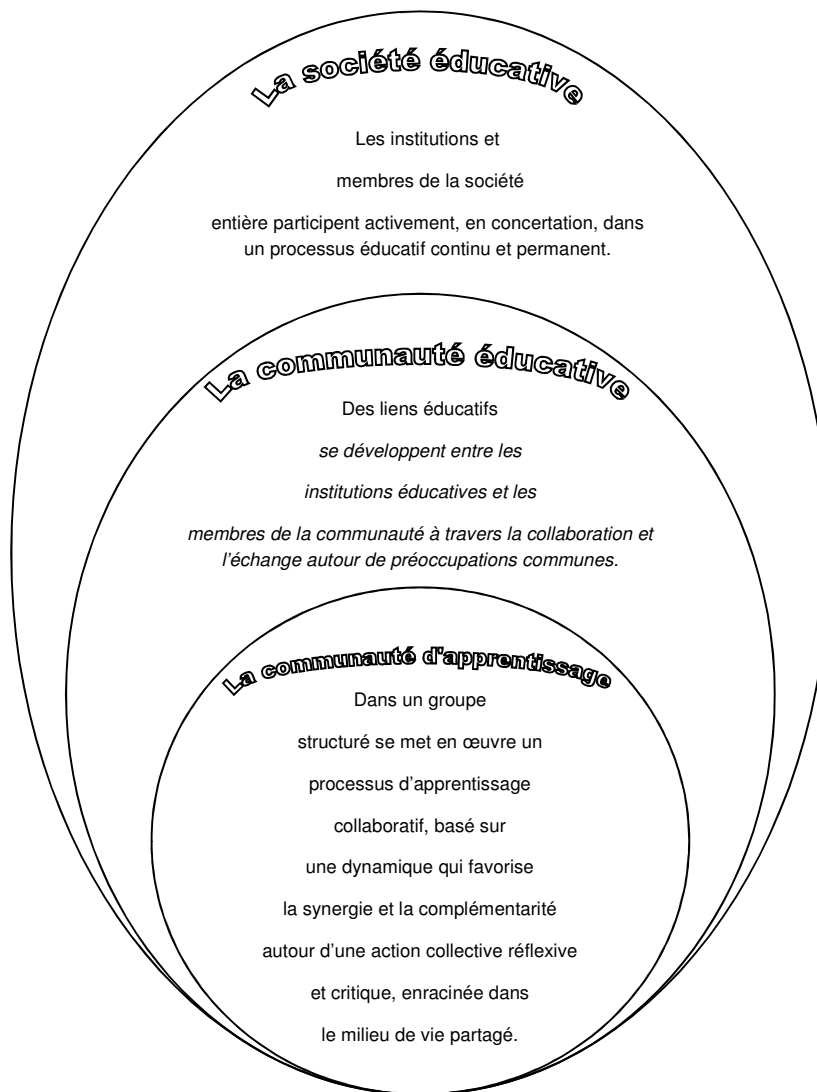 La société éducative
Les institutions et
membres de la société
entière participent activement, en concertation, dans
un processus éducatif continu et permanent.
La communauté éducative
Des liens éducatifs
se développent entre les
institutions éducatives et les
membres de la communauté à travers la collaboration et
l'échange autour de préoccupations communes.
La communauté d'apprentissage
Dans un groupe
structuré se met en œuvre un
processus d'apprentissage
collaboratif, basé sur
une dynamique qui favorise
la synergie et la complémentarité
autour d'une action collective réflexive
et critique, enracinée dans
le milieu de vie partagé.